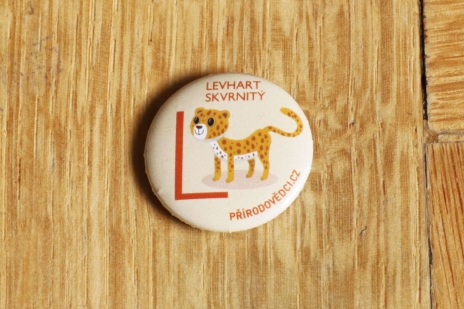 LEVHART
SKVRNITÝ
L
PŘÍRODOVĚDCI.CZ